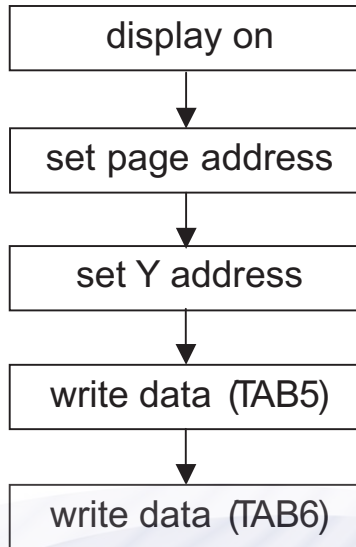 display on
set page address
set Y address
write data (TAB5)
write data (TAB6)